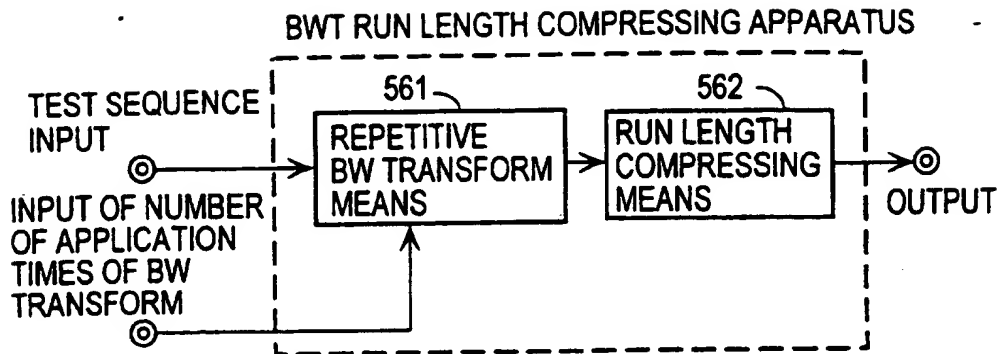 BWT RUN LENGTH COMPRESSING APPARATUS
TEST SEQUENCE
INPUT
561
REPETITIVE
BW TRANSFORM
MEANS
562
RUN LENGTH
COMPRESSING
MEANS
OUTPUT
INPUT OF NUMBER
OF APPLICATION
TIMES OF BW
TRANSFORM